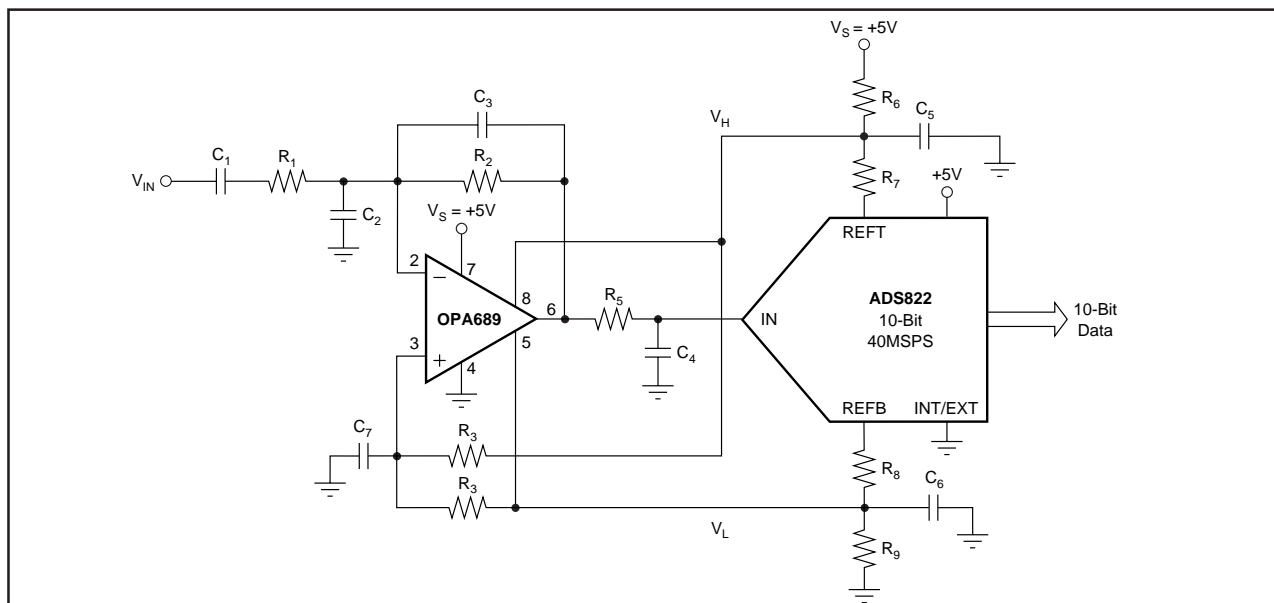 V_S = +5V
R_6
C_3
V_H
C_5
C_1
R_1
R_2
R_7
+5V
V_IN
C_2
V_S = +5V
REFT
2
−
7
8
R_5
ADS822
10-Bit
40MSPS
IN
10-Bit
Data
OPA689
6
3
+
5
4
C_4
REFB
INT/EXT
C_7
R_3
R_8
C_6
R_3
V_L
R_9